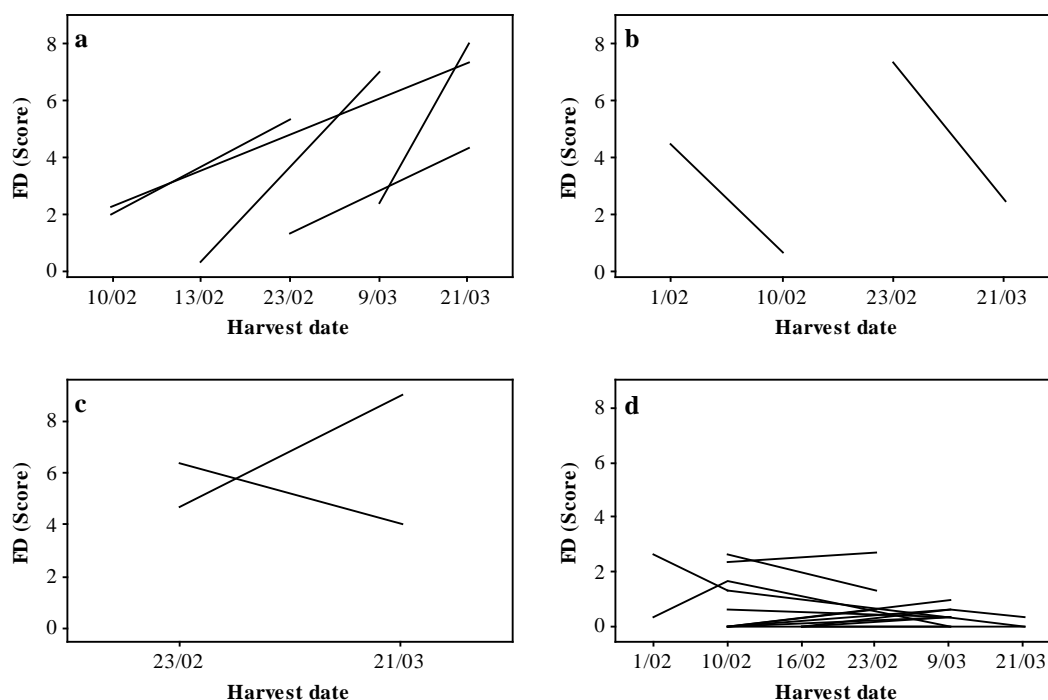 a
FD (Score)
8
6
4
2
0
10/02 13/02 23/02 9/03 21/03
Harvest date
b
FD (Score)
8
6
4
2
0
1/02 10/02 23/02 21/03
Harvest date
c
FD (Score)
8
6
4
2
0
23/02 21/03
Harvest date
d
FD (Score)
8
6
4
2
0
1/02 10/02 16/02 23/02 9/03 21/03
Harvest date